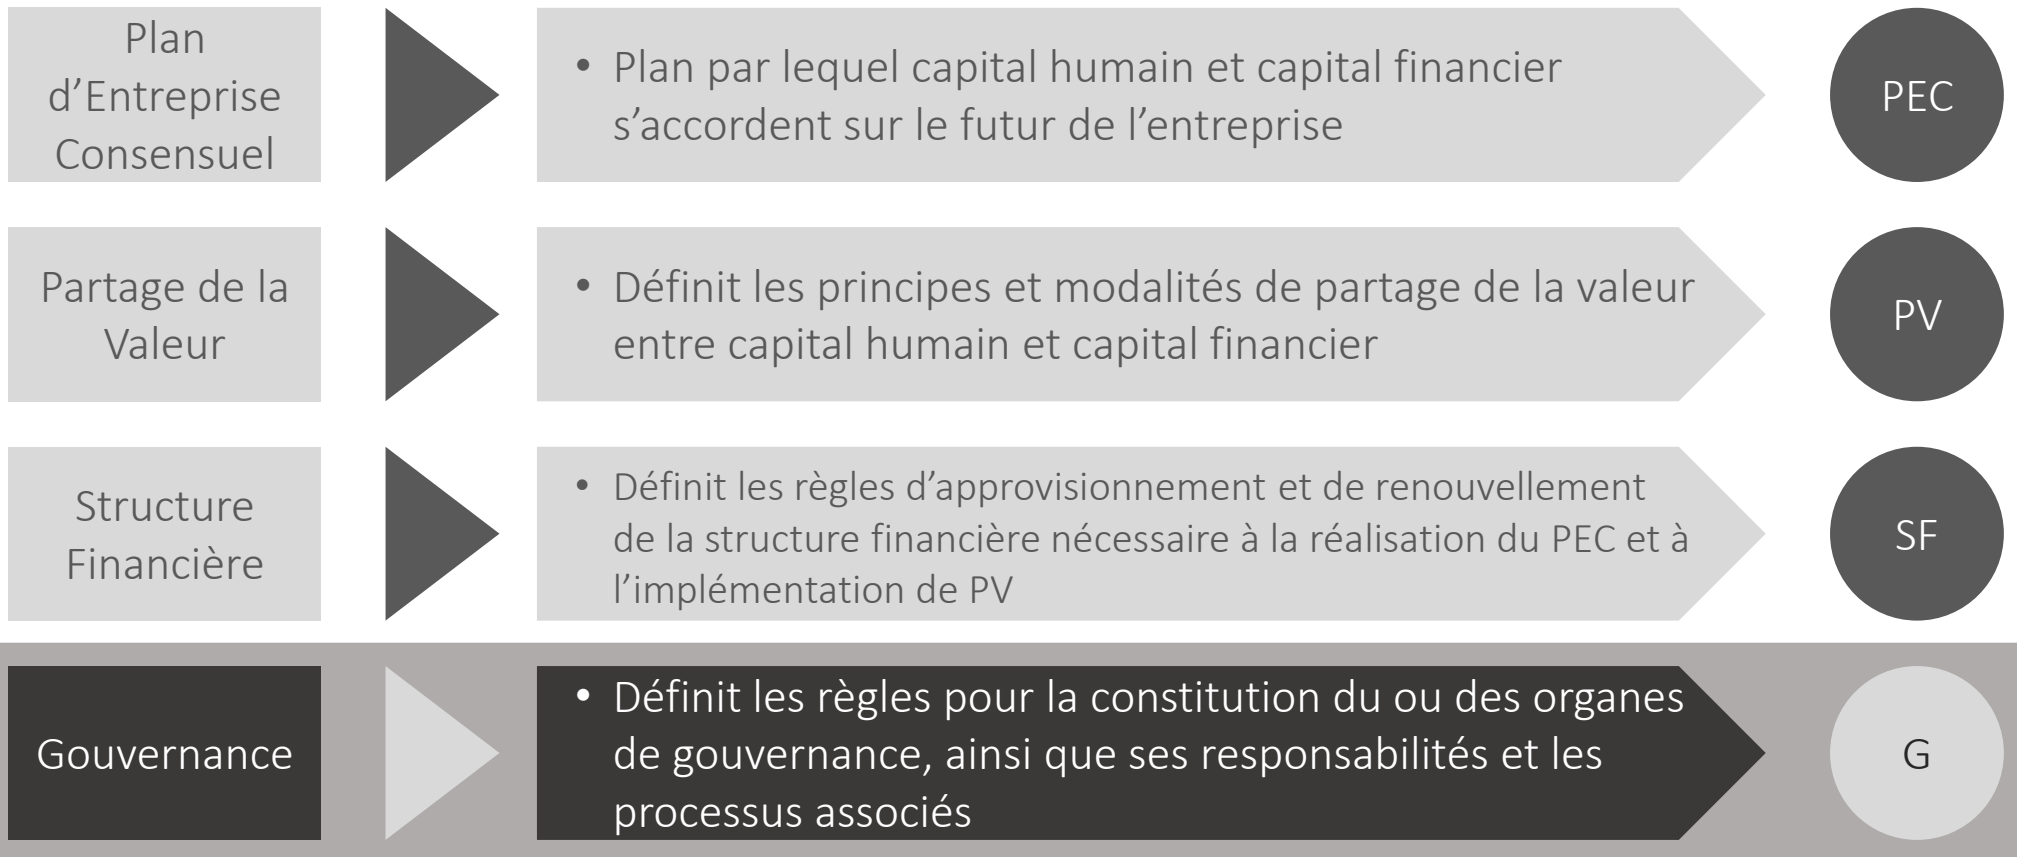 Plan
d’Entreprise
Consensuel
• Plan par lequel capital humain et capital financier
s’accordent sur le futur de l’entreprise
PEC
Partage de la
Valeur
• Définit les principes et modalités de partage de la valeur
entre capital humain et capital financier
PV
Structure
Financière
• Définit les règles d’approvisionnement et de renouvellement
de la structure financière nécessaire à la réalisation du PEC et à
l’implémentation de PV
SF
Gouvernance
• Définit les règles pour la constitution du ou des organes
de gouvernance, ainsi que ses responsabilités et les
processus associés
G